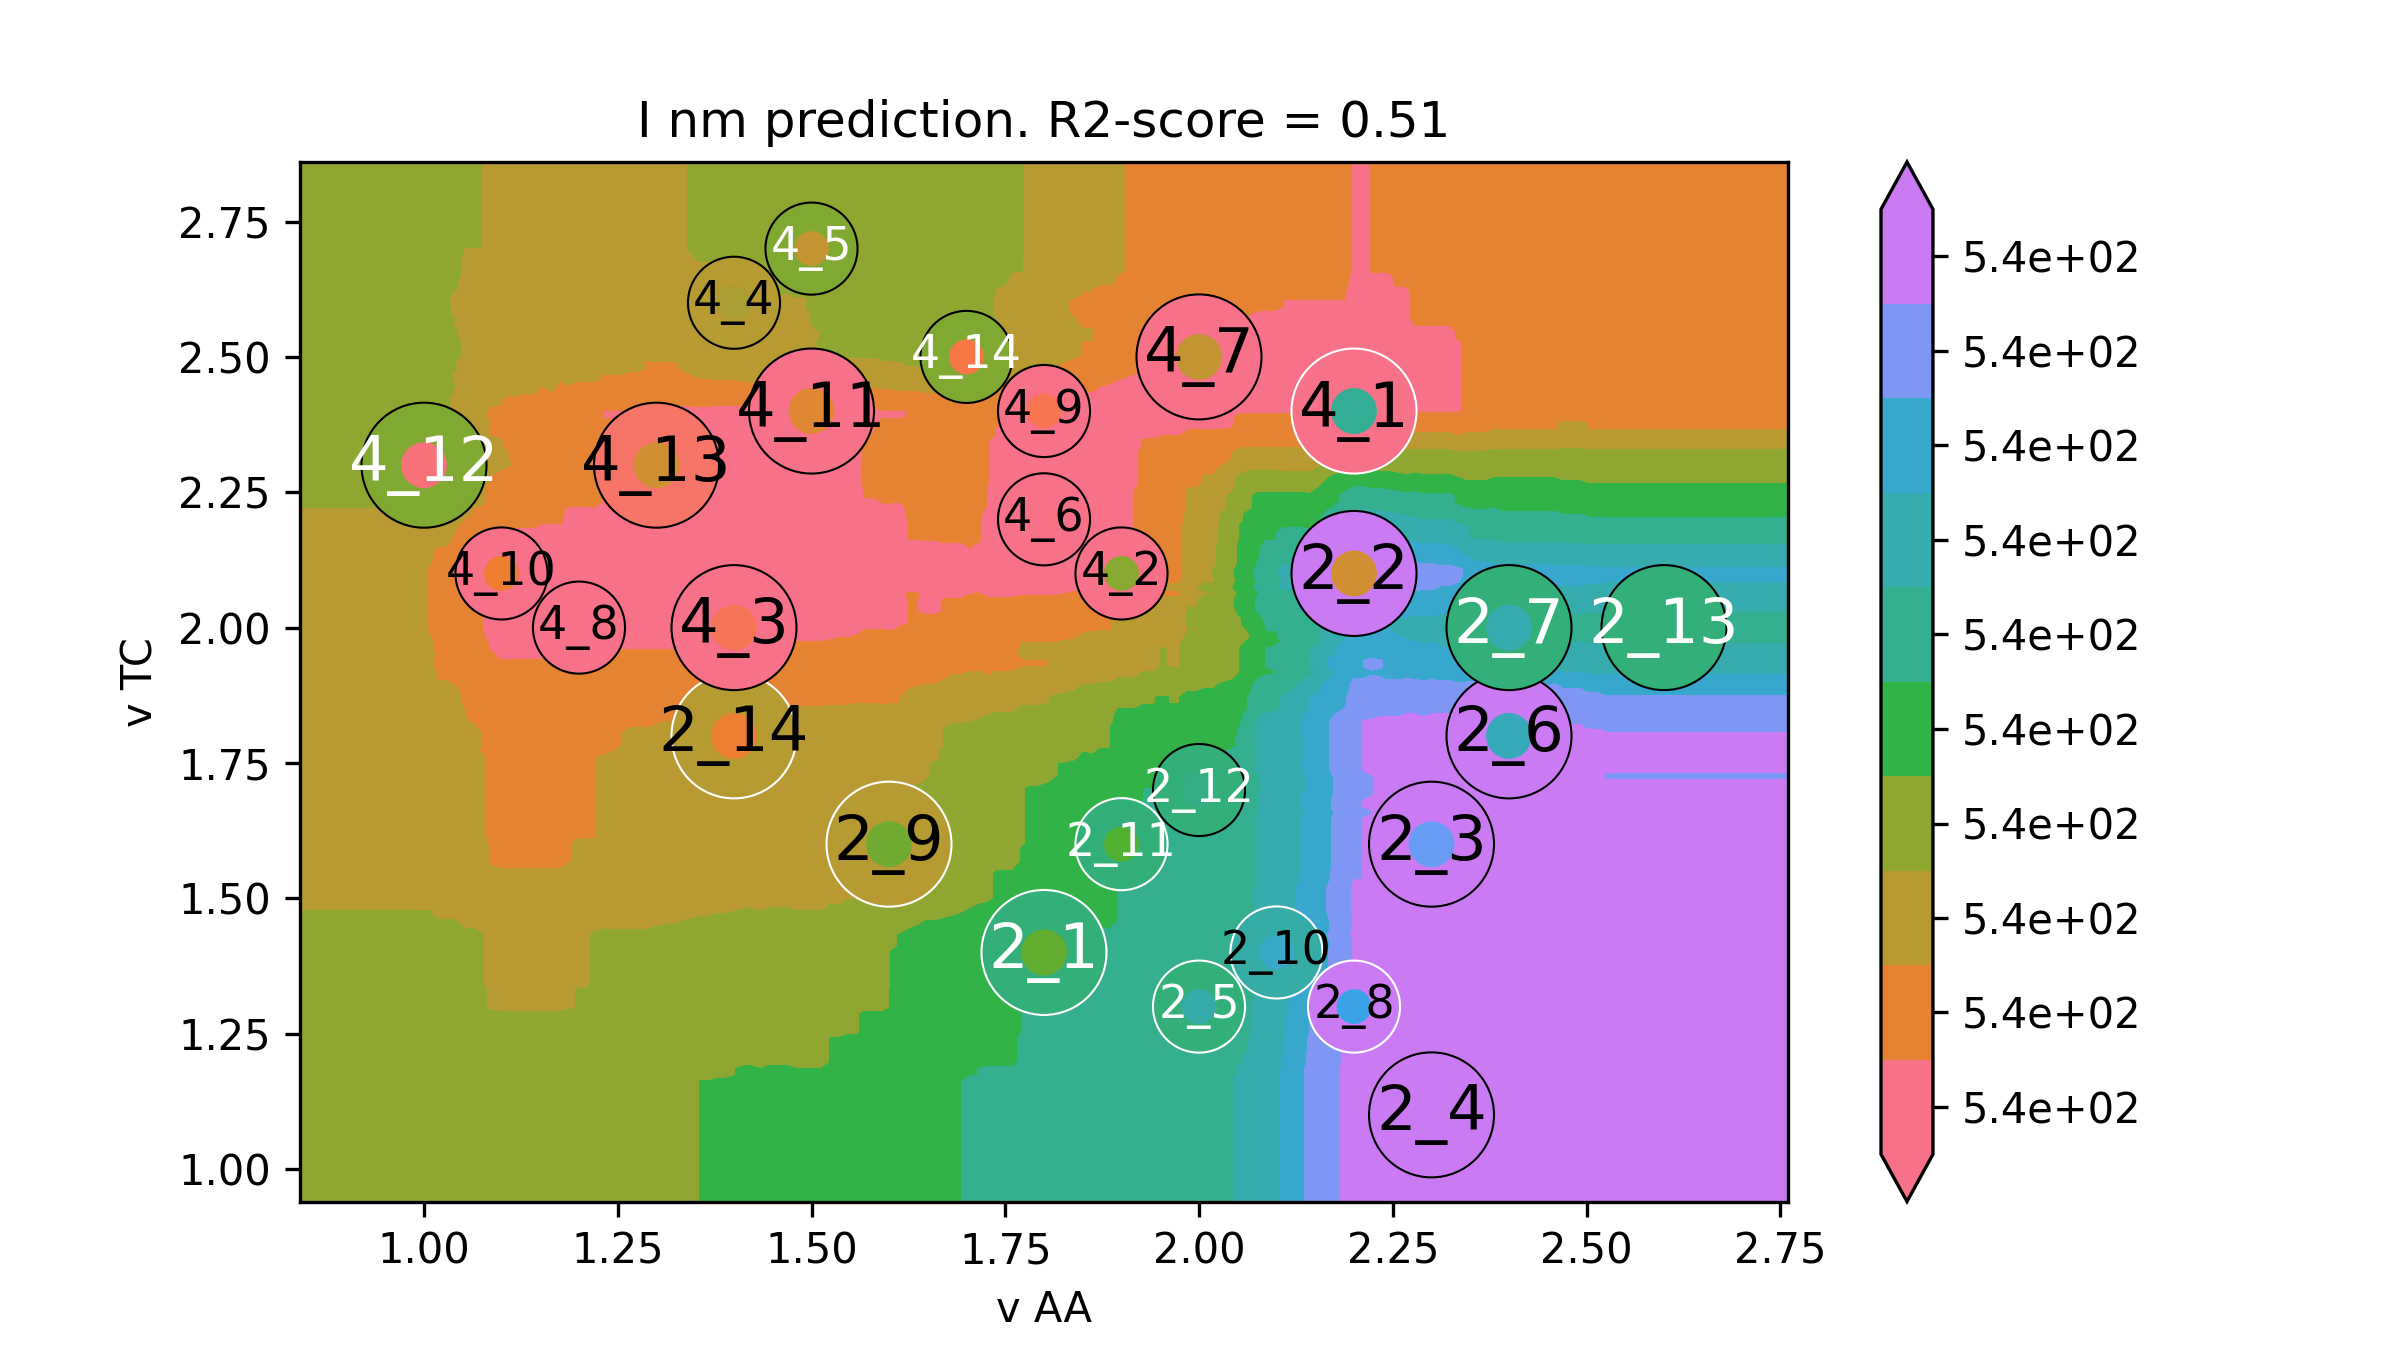 l nm prediction. R2-score = 0.51
v TC
2.75
2.50
2.25
2.00
1.75
1.50
1.25
1.00
4_5
4_4
4_14
4_7
4_9
4_11
4_1
4_12
4_13
4_6
4_10
4_2
2_2
4_8
4_3
2_7
2_13
2_14
2_6
2_12
2_9
2_11
2_3
2_1
2_10
2_5
2_8
2_4
1.00 1.25 1.50 1.75 2.00 2.25 2.50 2.75
v AA
5.4e+02
5.4e+02
5.4e+02
5.4e+02
5.4e+02
5.4e+02
5.4e+02
5.4e+02
5.4e+02
5.4e+02